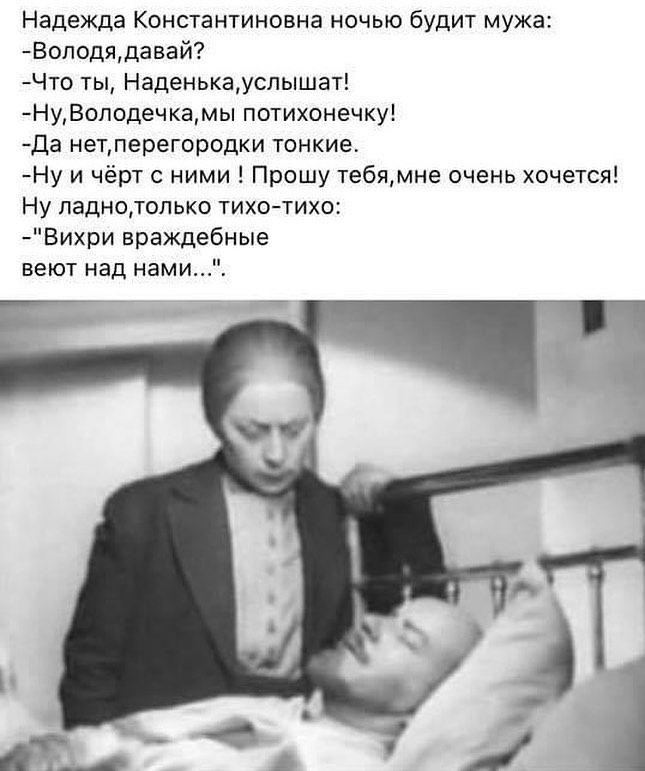 Надежда Константиновна ночью будит мужа:
-Володя,давай?
-Что ты, Наденька,услышат!
-Ну,Володечка,мы потихонечку!
-Да нет,перегородки тонкие.
-Ну и чёрт с ними ! Прошу тебя,мне очень хочется!
Ну ладно,только тихо-тихо:
-"Вихри враждебные
веют над нами...".